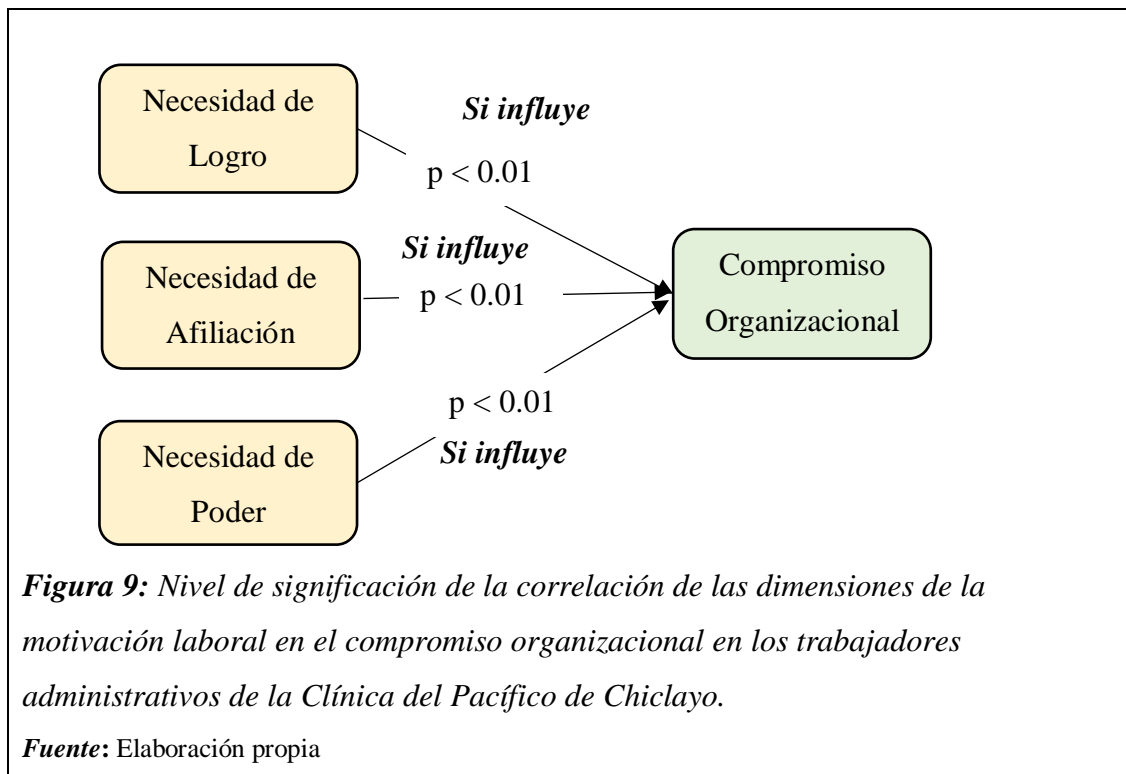 Necesidad de
Logro
Si influye
p < 0.01
Necesidad de
Afiliación
Si influye
p < 0.01
Compromiso
Organizacional
Necesidad de
Poder
p < 0.01
Si influye
Figura 9: Nivel de significación de la correlación de las dimensiones de la
motivación laboral en el compromiso organizacional en los trabajadores
administrativos de la Clínica del Pacífico de Chiclayo.
Fuente: Elaboración propia